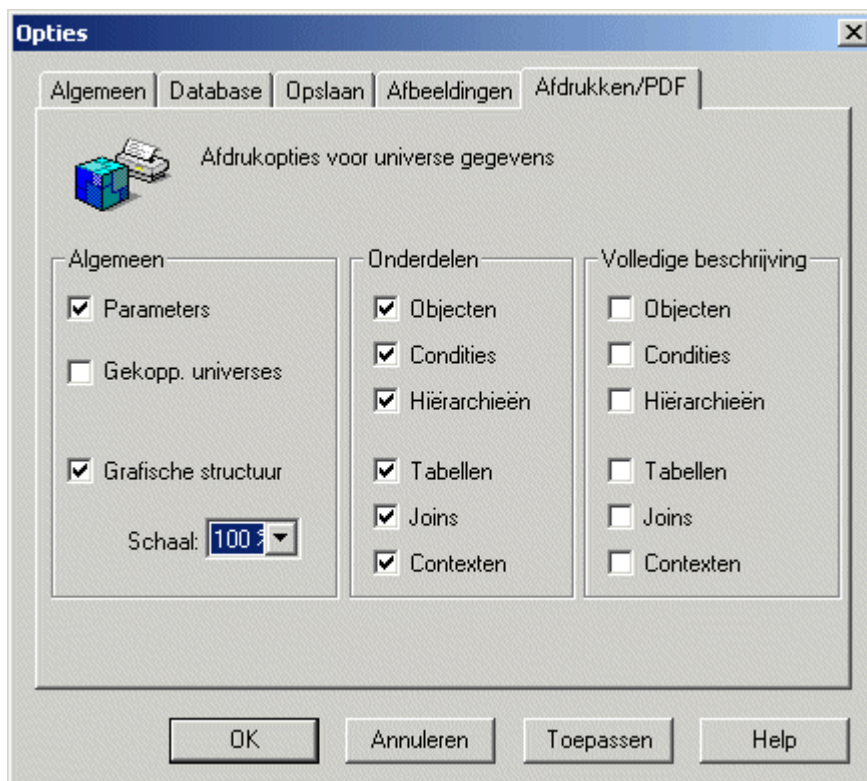 Opties
Algemeen Database Opslaan Afbeeldingen Afdrukken/PDF
Afdrukopties voor universe gegevens
Algemeen
Parameters
Gekopp. universes
Grafische structuur
Schaal: 100 %
Onderdelen
Objecten
Condities
Hiërarchieën
Tabellen
Joins
Contexten
Volledige beschrijving
Objecten
Condities
Hiërarchieën
Tabellen
Joins
Contexten
OK Annuleren Toepassen Help